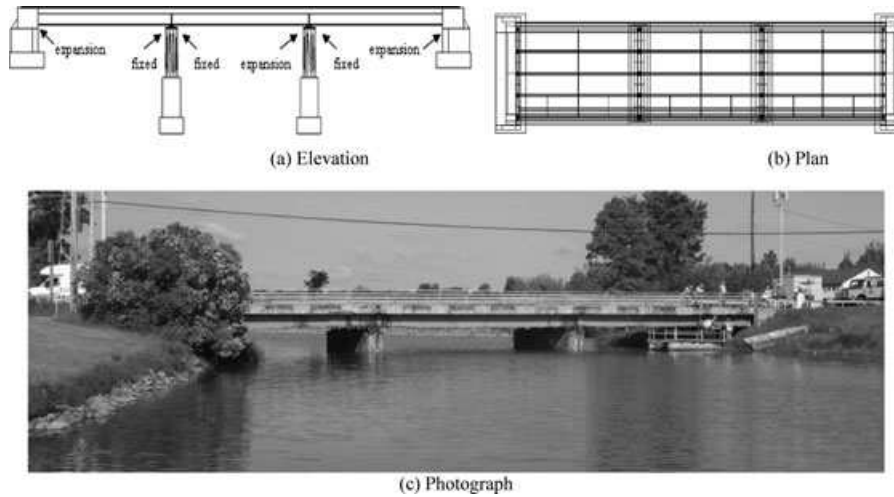 expansion
fixed
fixed
expansion
fixed
expansion
(a) Elevation
(b) Plan
(c) Photograph